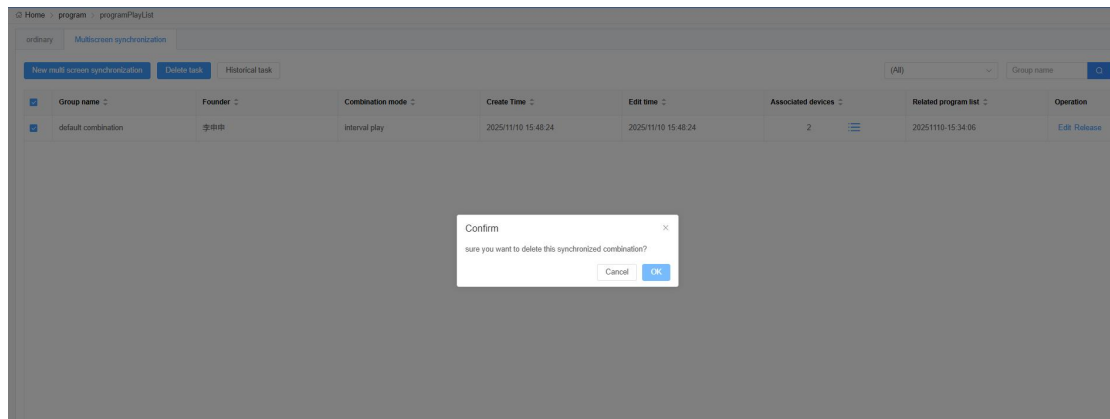 Home > program > programPlayList
ordinary Multiscreen synchronization
New multi screen synchronization Delete task Historical task (All) Group name
Group name Founder Combination mode Create Time Edit time Associated devices Related program list Operation
default combination 李申申 Interval play 2025/11/10 15:48:24 2025/11/10 15:48:24 2 20251110-15:34:06 Edit Release
Confirm
sure you want to delete this synchronized combination?
Cancel OK